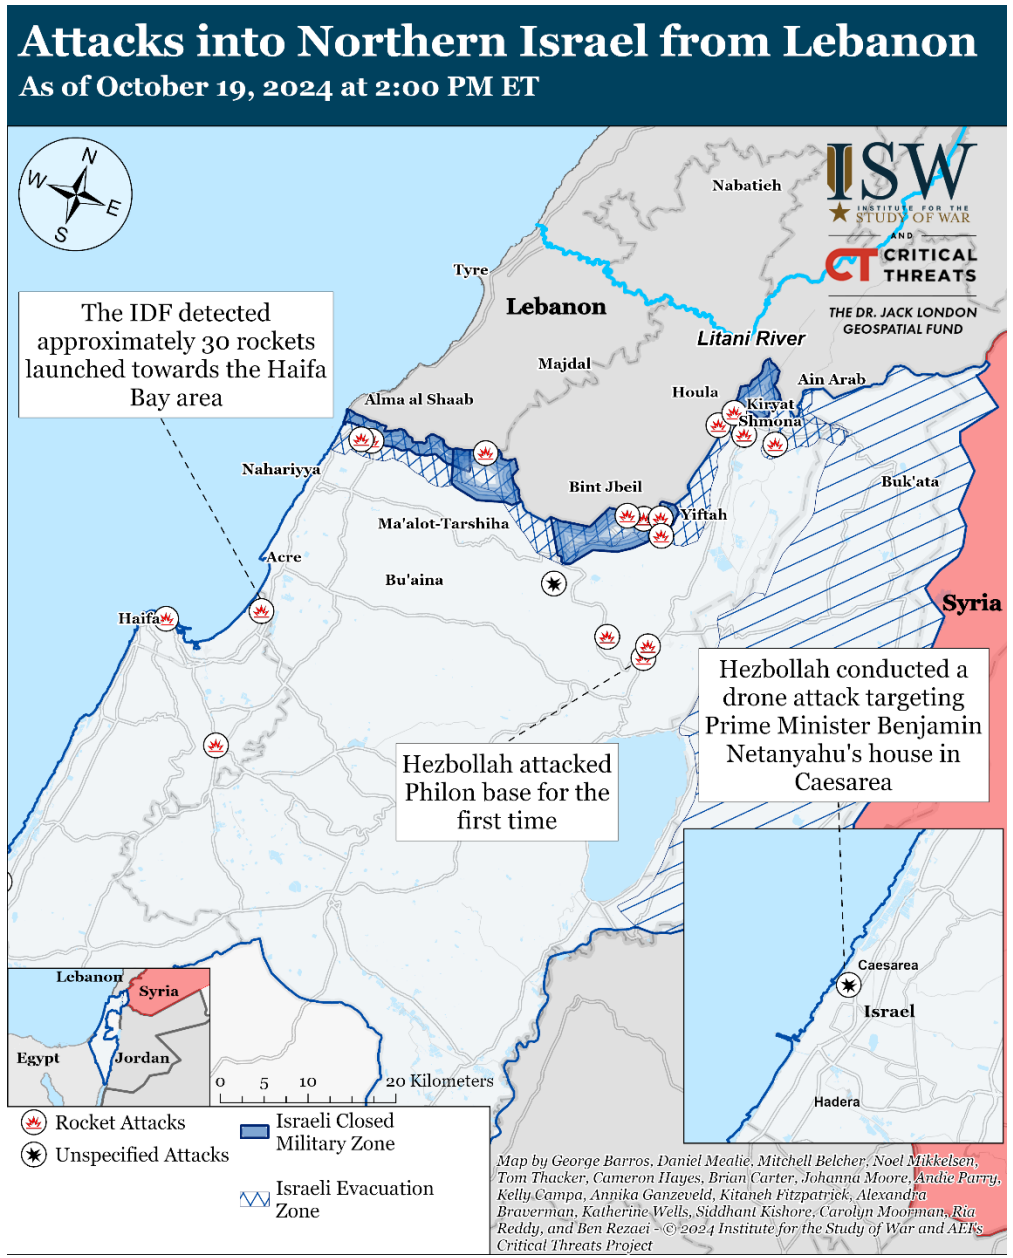 Attacks into Northern Israel from Lebanon
As of October 19, 2024 at 2:00 PM ET
N
W
E
S
ISW
INSTITUTE FOR THE
STUDY OF WAR
AND
CT CRITICAL
THREATS
THE DR. JACK LONDON
GEOSPATIAL FUND
Nabatieh
Tyre
Lebanon
Litani River
The IDF detected
approximately 30 rockets
launched towards the Haifa
Bay area
Majdal
Ain Arab
Houla
Alma al Shaab
Kiryat
Shmona
Nahariyya
Buk'ata
Bint Jbeil
Yiftah
Ma'alot-Tarshiha
Acre
Bu'aina
Syria
Haifa
Hezbollah conducted a
drone attack targeting
Prime Minister Benjamin
Netanyahu's house in
Caesarea
Hezbollah attacked
Philon base for the
first time
Caesarea
Israel
Hadera
Lebanon
Syria
Egypt
Jordan
0 5 10 20 Kilometers
Rocket Attacks
Unspecified Attacks
Israeli Closed
Military Zone
Israeli Evacuation
Zone
Map by George Barros, Daniel Mealie, Mitchell Belcher, Noel Mikkelsen,
Tom Thacker, Cameron Hayes, Brian Carter, Johanna Moore, Andie Parry,
Kelly Campa, Annika Ganzeveld, Kitaneh Fitzpatrick, Alexandra
Braverman, Katherine Wells, Siddhant Kishore, Carolyn Moorman, Ria
Reddy, and Ben Rezaei - © 2024 Institute for the Study of War and AEI's
Critical Threats Project